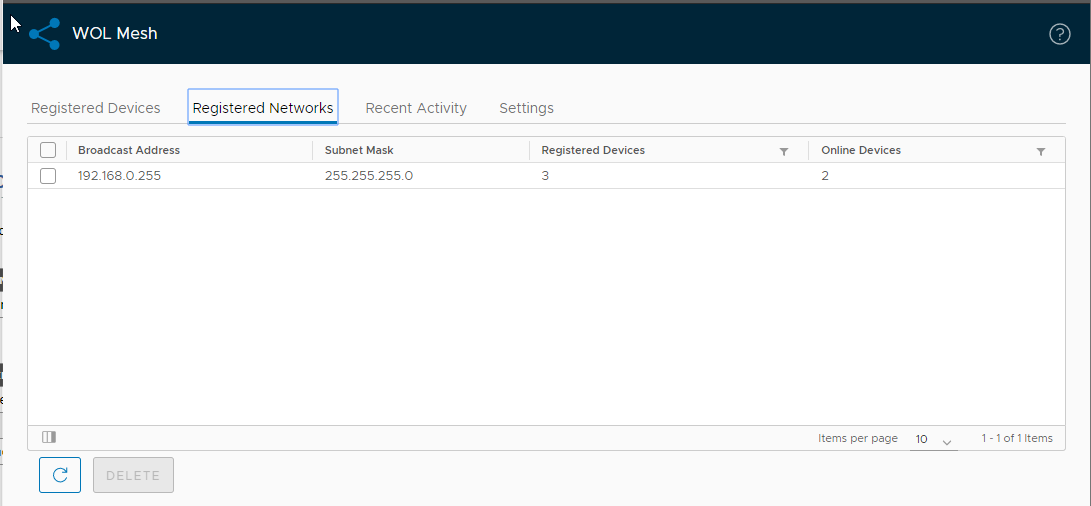 WOL Mesh
Registered Devices Registered Networks Recent Activity Settings
Broadcast Address Subnet Mask Registered Devices Online Devices
192.168.0.255 255.255.255.0 3 2
Items per page 10 1 - 1 of 1 Items
DELETE